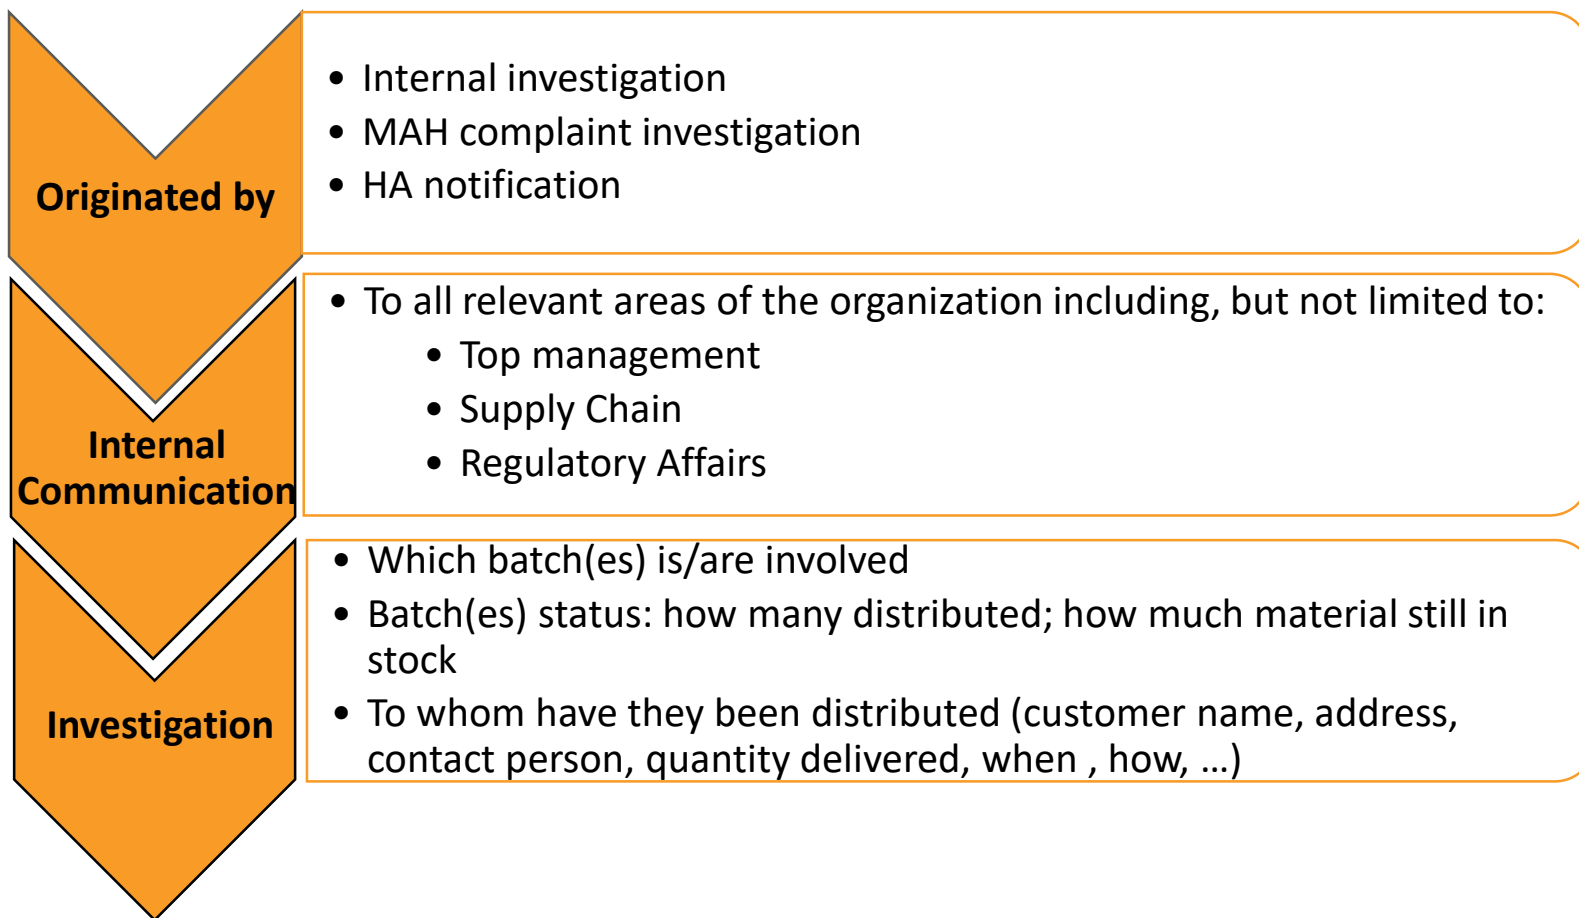 Originated by
• Internal investigation
• MAH complaint investigation
• HA notification
Internal
Communication
• To all relevant areas of the organization including, but not limited to:
• Top management
• Supply Chain
• Regulatory Affairs
Investigation
• Which batch(es) is/are involved
• Batch(es) status: how many distributed; how much material still in
stock
• To whom have they been distributed (customer name, address,
contact person, quantity delivered, when , how, …)